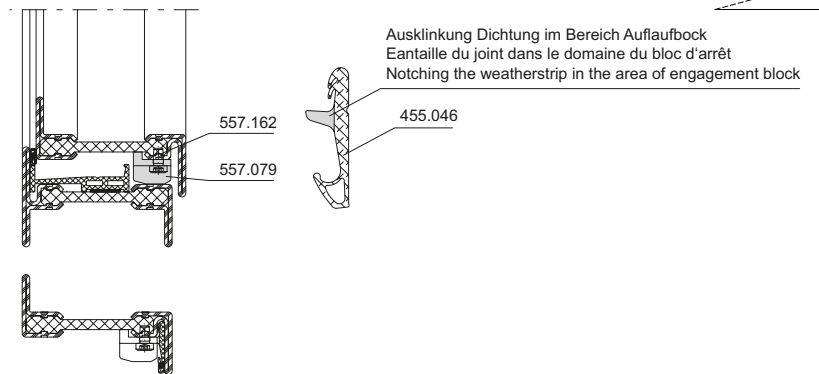 Ausklinkung Dichtung im Bereich Auflaufbock
Eantaille du joint dans le domaine du bloc d‘arrêt
Notching the weatherstrip in the area of engagement block
557.162
455.046
557.079